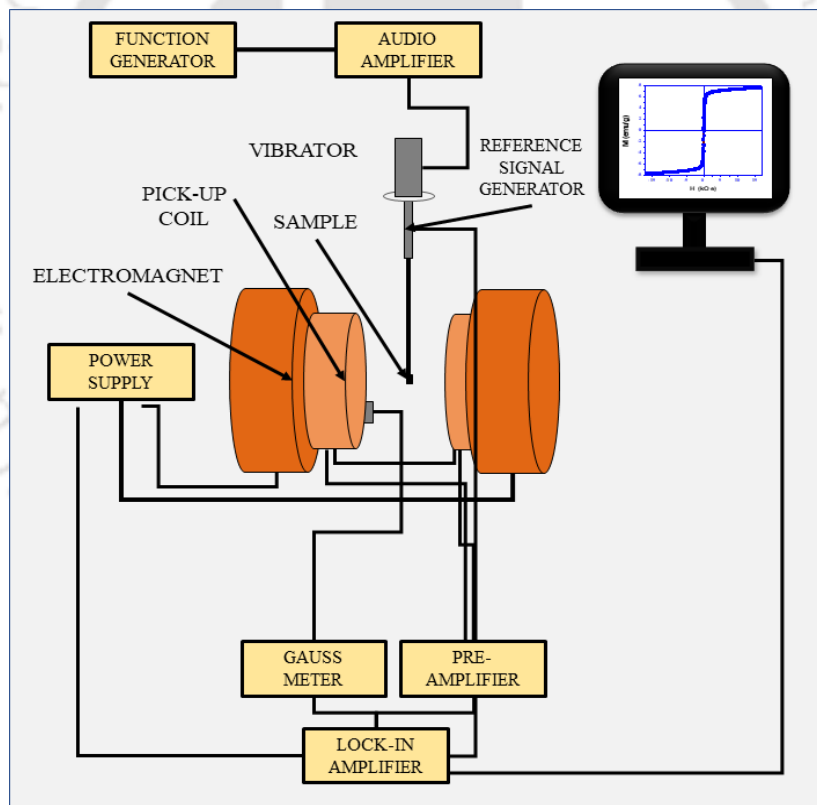 FUNCTION
GENERATOR
AUDIO
AMPLIFIER
VIBRATOR
REFERENCE
SIGNAL
GENERATOR
PICK-UP
COIL
SAMPLE
ELECTROMAGNET
POWER
SUPPLY
GAUSS
METER
PRE-
AMPLIFIER
LOCK-IN
AMPLIFIER
M (emu/g)